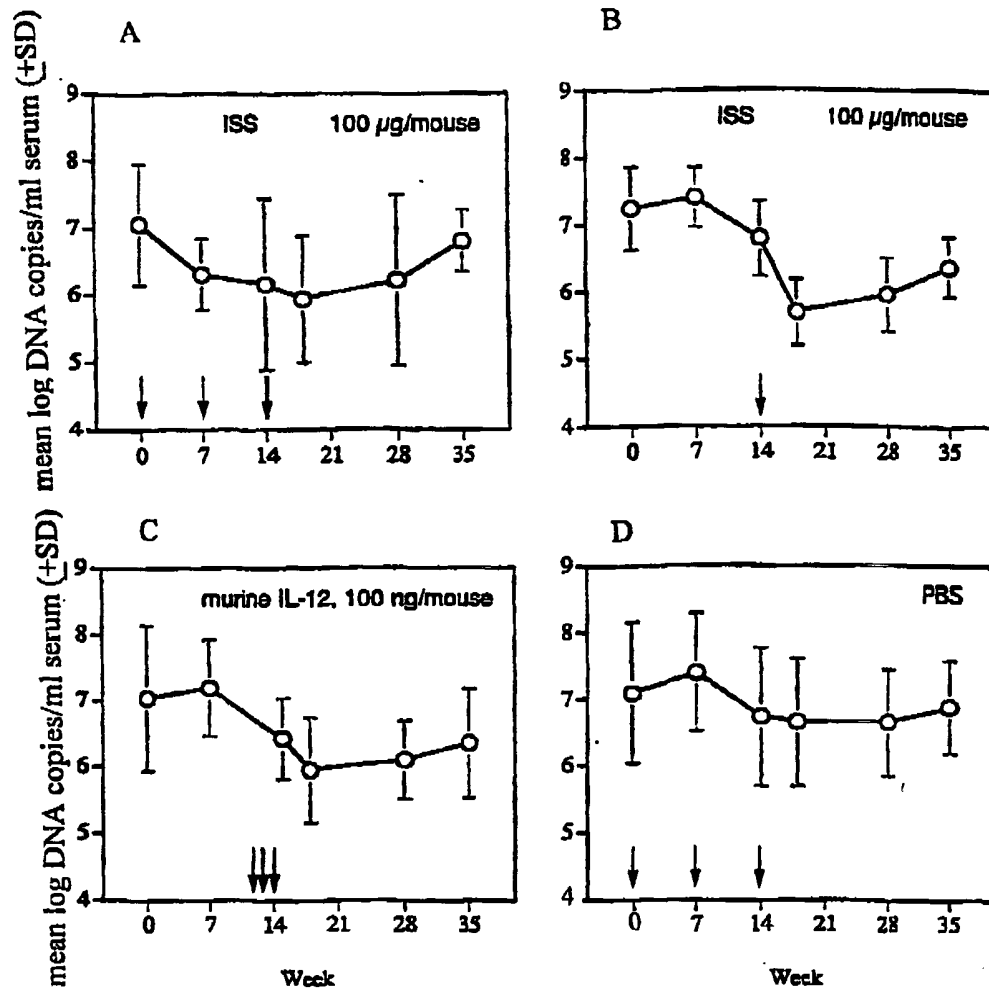 A
B
mean log DNA copies/ml serum (+SD)
9
8
7
6
5
4
ISS 100 µg/mouse
0 7 14 21 28 35
9
8
7
6
5
4
ISS 100 µg/mouse
0 7 14 21 28 35
C
D
mean log DNA copies/ml serum (+SD)
9
8
7
6
5
4
murine IL-12, 100 ng/mouse
0 7 14 21 28 35
Week
9
8
7
6
5
4
PBS
0 7 14 21 28 35
Week